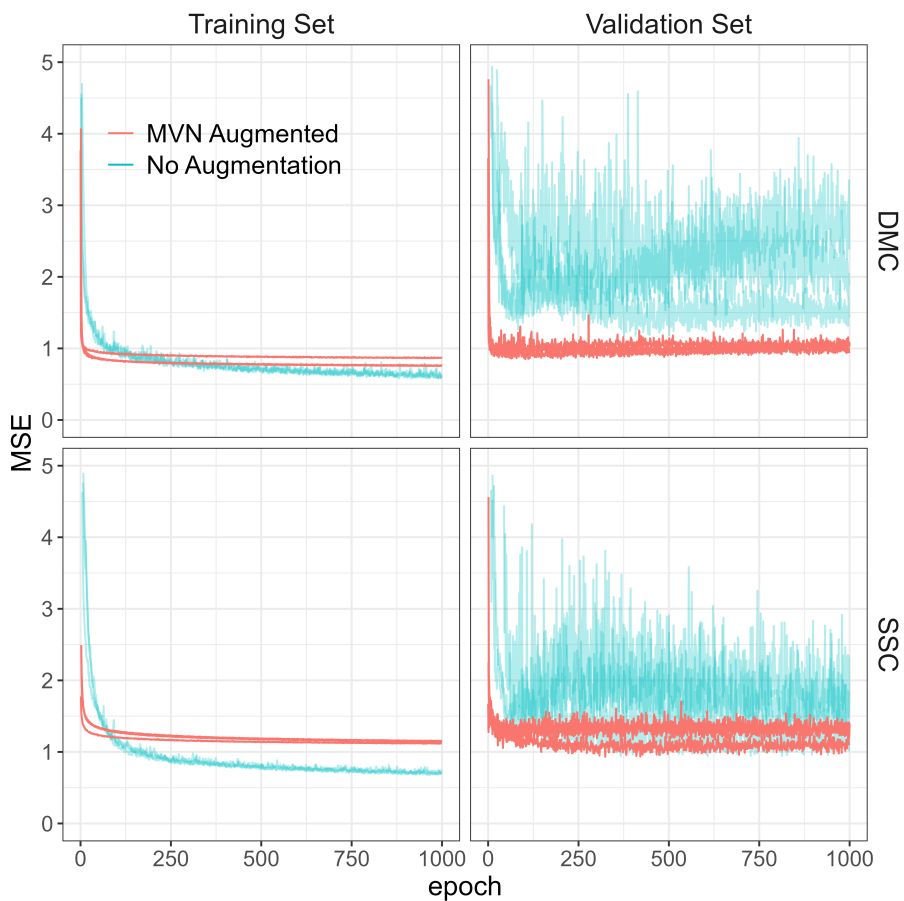 Training Set
Validation Set
5
4
3
2
1
0
MVN Augmented
No Augmentation
DMC
MSE
5
4
3
2
1
0
SSC
0
250
500
750
1000
0
250
500
750
1000
epoch